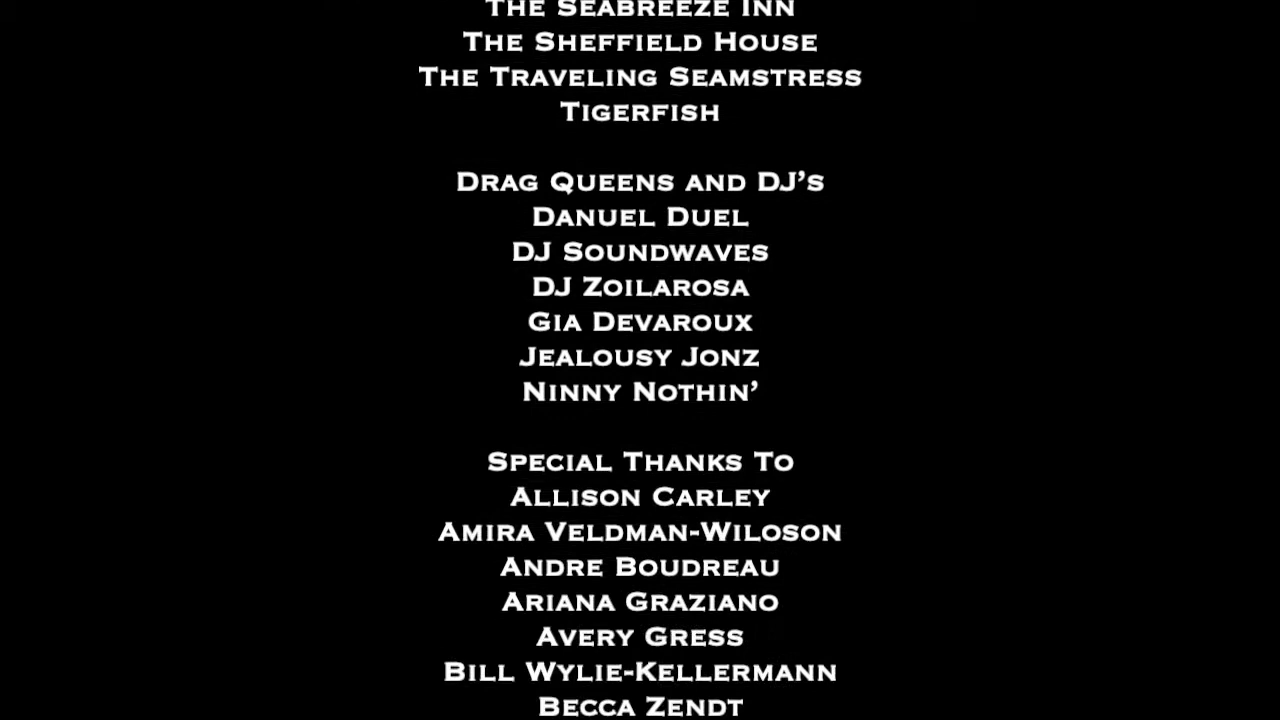 The Seabreeze Inn
The Sheffield House
The Traveling Seamstress
Tigerfish
Drag Queens and DJ's
Danuel Duel
DJ Soundwaves
DJ Zoilarosa
Gia Devaroux
Jealousy Jonz
Ninny Nothin'
Special Thanks To
Allison Carley
Amira Veldman-Wiloson
Andre Boudreau
Ariana Graziano
Avery Gress
Bill Wylie-Kellermann
Becca Zendt